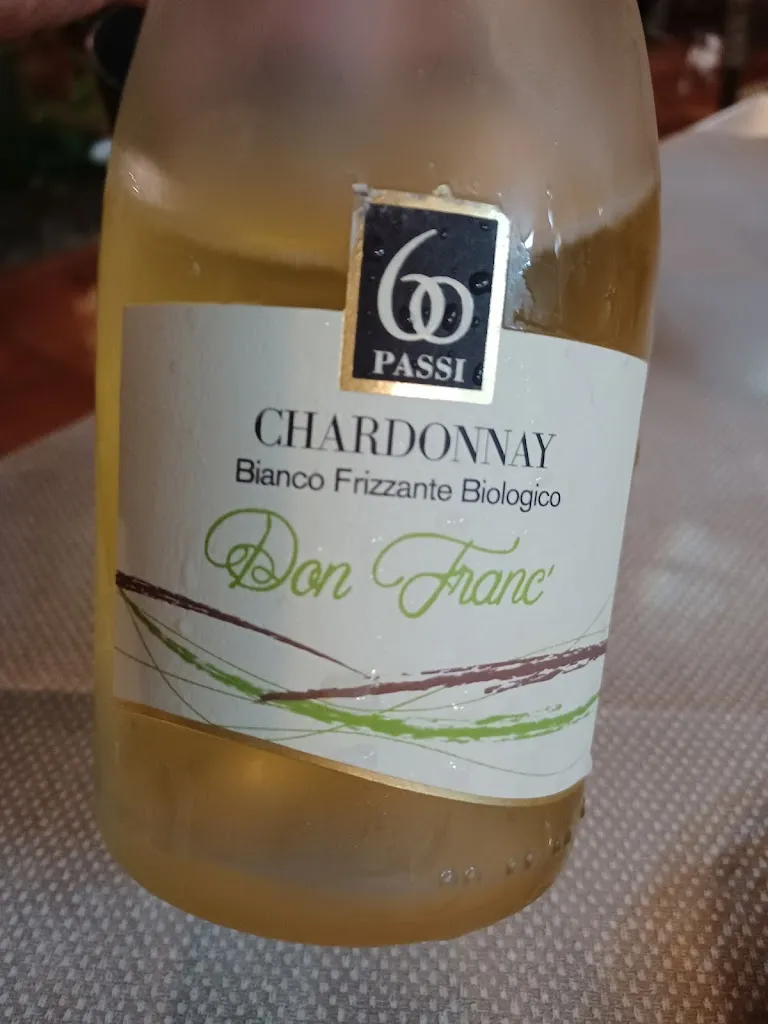 60
PASSI
CHARDONNAY
Bianco Frizzante Biologico
Don Franc'